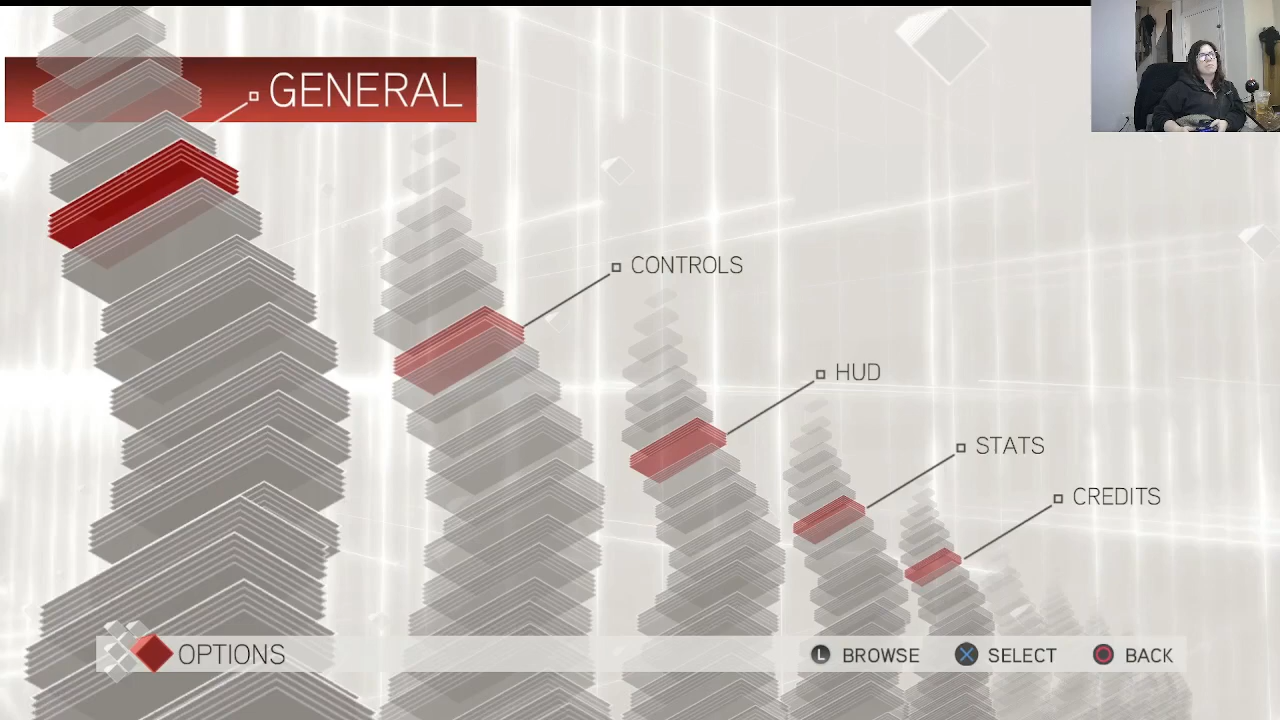 GENERAL
CONTROLS
HUD
STATS
CREDITS
OPTIONS
L BROWSE SELECT BACK